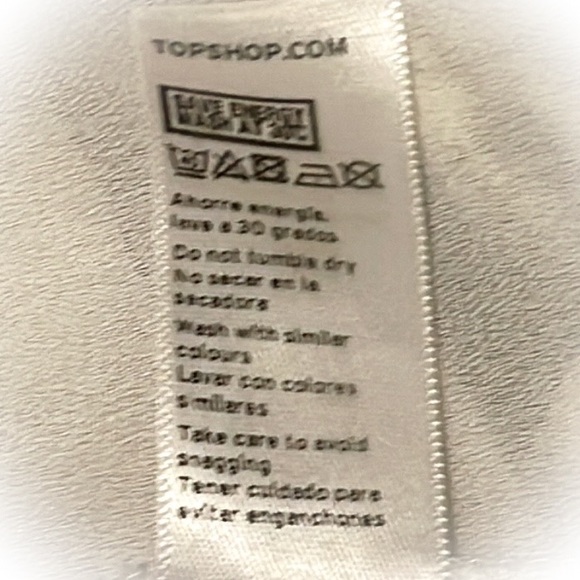 TOPSHOP.COM
SAVE ENERGY
WASH AT 30°C
Ahorre energía,
lave a 30 grados
Do not tumble dry
No secar en la
secadora
Wash with similar
colours
Lavar con colores
similares
Take care to avoid
snagging
Tener cuidado para
evitar enganchones